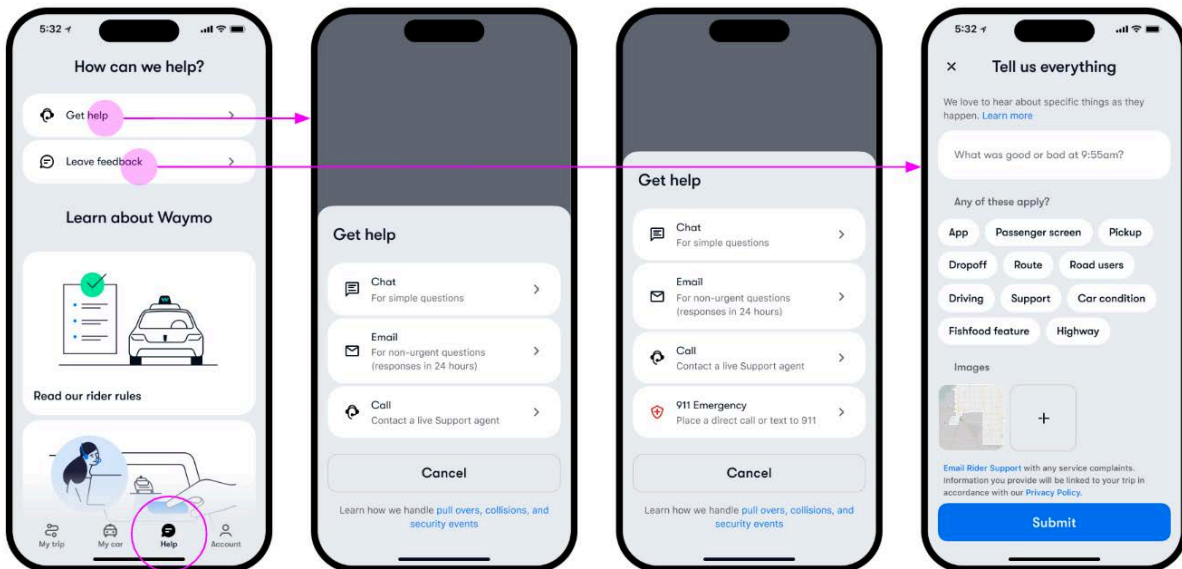 5:32
How can we help?
Get help
Leave feedback
Learn about Waymo
Read our rider rules
My trip
My car
Help
Account
Get help
Chat
For simple questions
Email
For non-urgent questions
(responses in 24 hours)
Call
Contact a live Support agent
Cancel
Learn how we handle pull overs, collisions, and
security events
Get help
Chat
For simple questions
Email
For non-urgent questions
(responses in 24 hours)
Call
Contact a live Support agent
911 Emergency
Place a direct call or text to 911
Cancel
Learn how we handle pull overs, collisions, and
security events
5:32
Tell us everything
We love to hear about specific things as they
happen. Learn more
What was good or bad at 9:55am?
Any of these apply?
App Passenger screen Pickup
Dropoff Route Road users
Driving Support Car condition
Fishfood feature Highway
Images
Email Rider Support with any service complaints.
Information you provide will be linked to your trip in
accordance with our Privacy Policy.
Submit